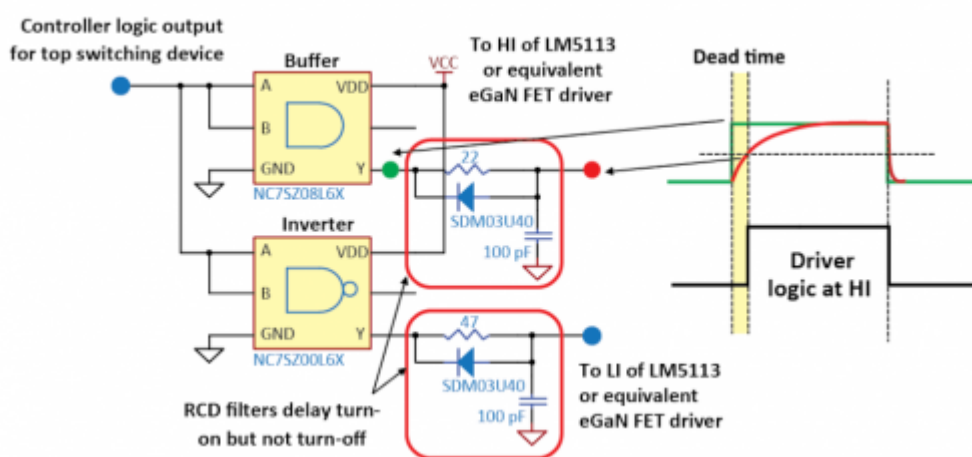 Controller logic output
for top switching device
Buffer
A
VDD
B
GND
Y
NC7SZ08L6X
VCC
To HI of LM5113
or equivalent
eGaN FET driver
22
SDM03U40
100 pF
Inverter
A
VDD
B
GND
Y
NC7SZ00L6X
47
SDM03U40
100 pF
RCD filters delay turn-
on but not turn-off
To LI of LM5113
or equivalent
eGaN FET driver
Dead time
Driver
logic at HI